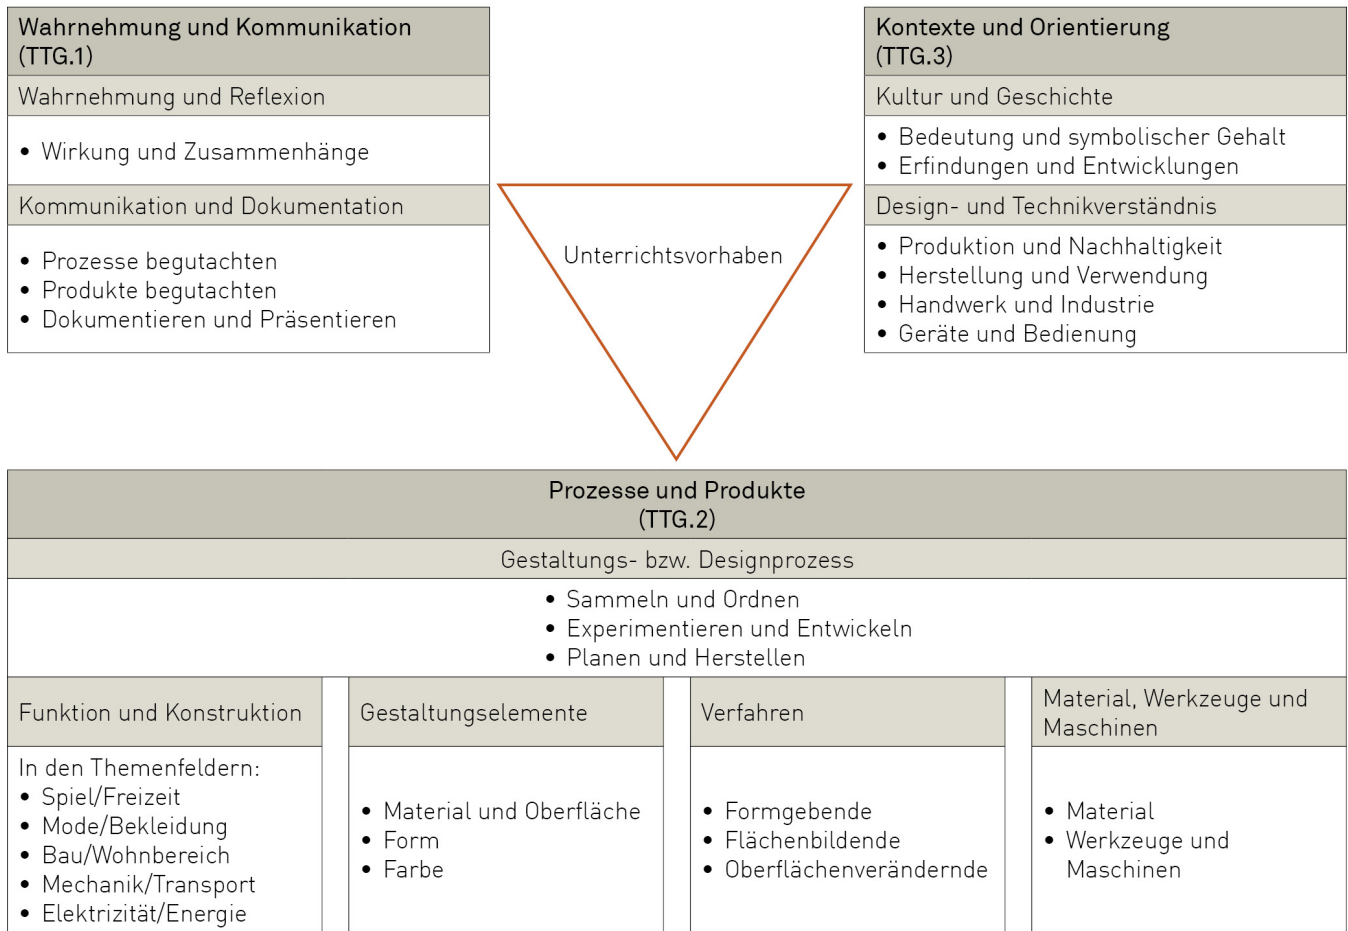 Wahrnehmung und Kommunikation
(TTG.1)
Wahrnehmung und Reflexion
• Wirkung und Zusammenhänge
Kommunikation und Dokumentation
• Prozesse begutachten
• Produkte begutachten
• Dokumentieren und Präsentieren
Unterrichtsvorhaben
Kontexte und Orientierung
(TTG.3)
Kultur und Geschichte
• Bedeutung und symbolischer Gehalt
• Erfindungen und Entwicklungen
Design- und Technikverständnis
• Produktion und Nachhaltigkeit
• Herstellung und Verwendung
• Handwerk und Industrie
• Geräte und Bedienung
Prozesse und Produkte
(TTG.2)
Gestaltungs- bzw. Designprozess
• Sammeln und Ordnen
• Experimentieren und Entwickeln
• Planen und Herstellen
Funktion und Konstruktion
In den Themenfeldern:
• Spiel/Freizeit
• Mode/Bekleidung
• Bau/Wohnbereich
• Mechanik/Transport
• Elektrizität/Energie
Gestaltungselemente
• Material und Oberfläche
• Form
• Farbe
Verfahren
• Formgebende
• Flächenbildende
• Oberflächenverändernde
Material, Werkzeuge und
Maschinen
• Material
• Werkzeuge und
Maschinen